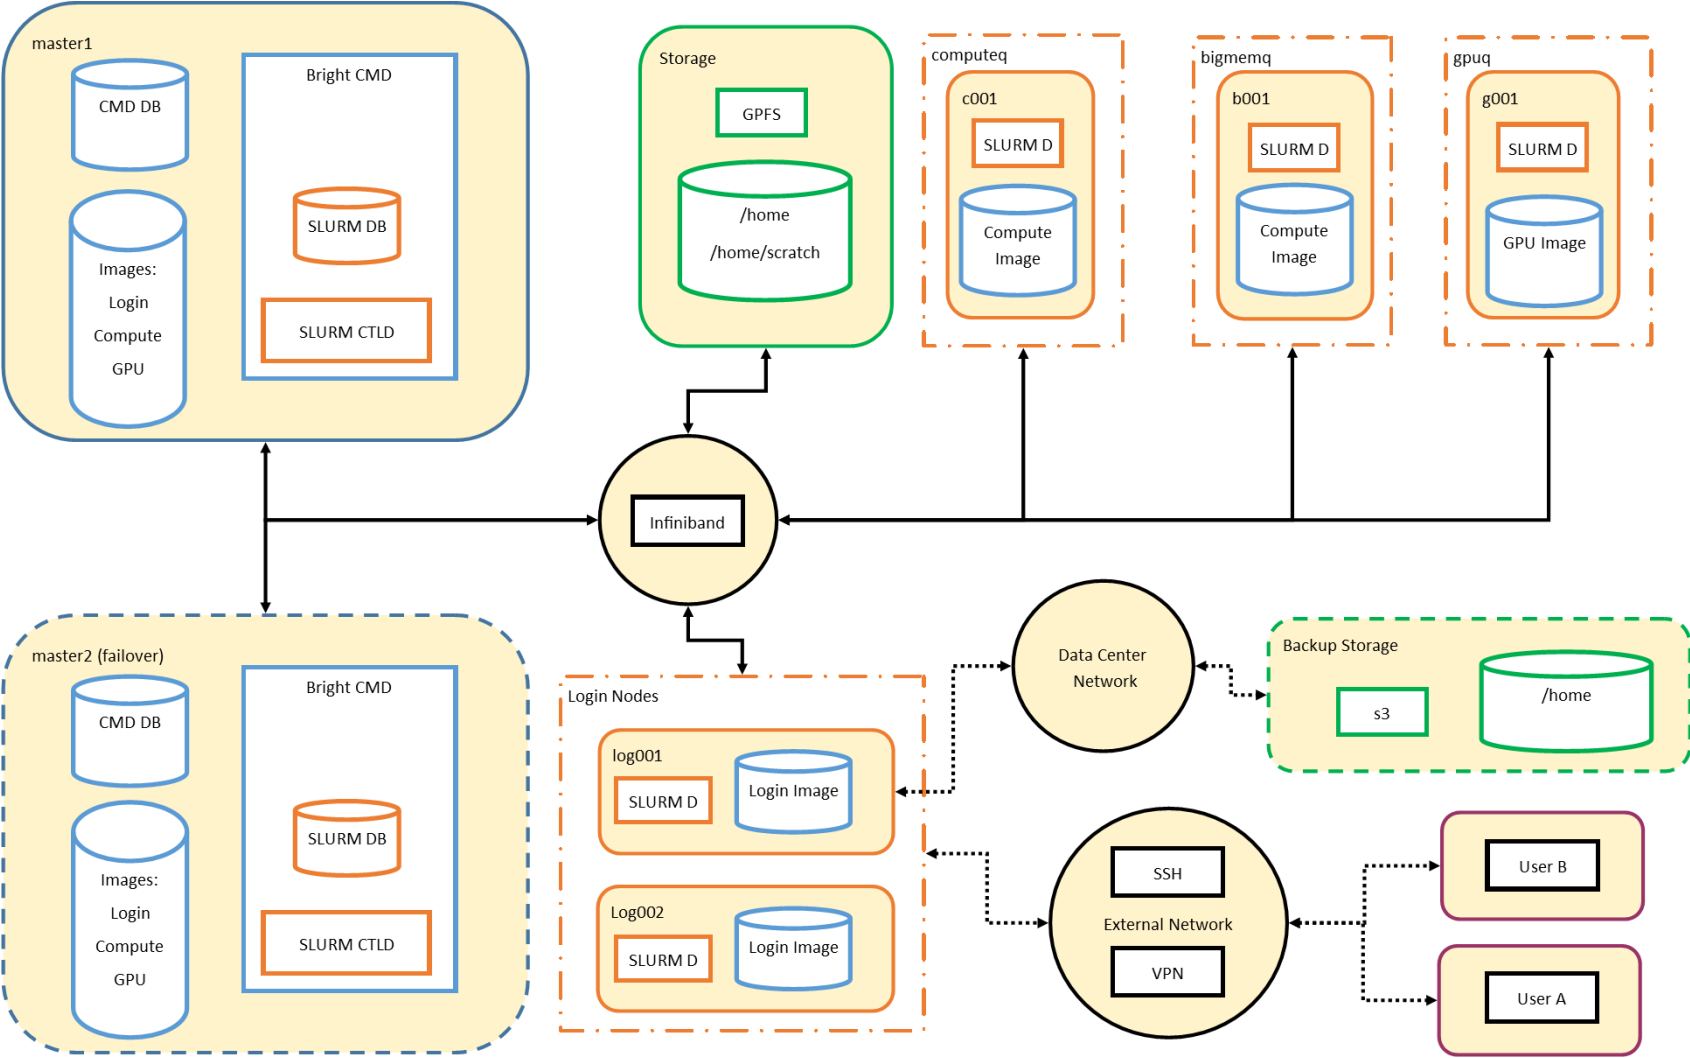 master1
CMD DB
Images:
Login
Compute
GPU
Bright CMD
SLURM DB
SLURM CTLD
Storage
GPFS
/home
/home/scratch
computeq
c001
SLURM D
Compute
Image
bigmemq
b001
SLURM D
Compute
Image
gpuq
g001
SLURM D
GPU Image
Infiniband
master2 (failover)
CMD DB
Images:
Login
Compute
GPU
Bright CMD
SLURM DB
SLURM CTLD
Login Nodes
log001
SLURM D
Login Image
Log002
SLURM D
Login Image
Data Center
Network
Backup Storage
s3
/home
SSH
External Network
VPN
User B
User A